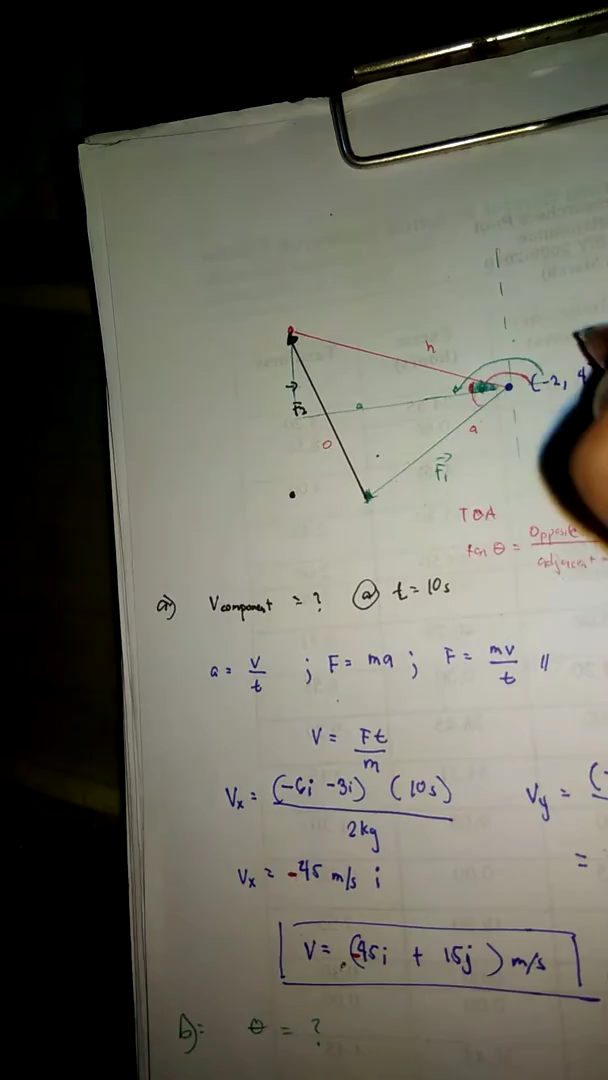 h
(-2, 4
F₂
a
o
a
F₁
TOA
tan θ = opposite / adjacent
a) Vcomponent = ? @ t = 10s
a = v/t ; F = ma ; F = mv/t //
V = Ft/m
Vx = (-6i -3i) (10s) / 2kg
Vy = (-
Vx = -45 m/s i
=
V = (-45i + 15j) m/s
b): θ = ?